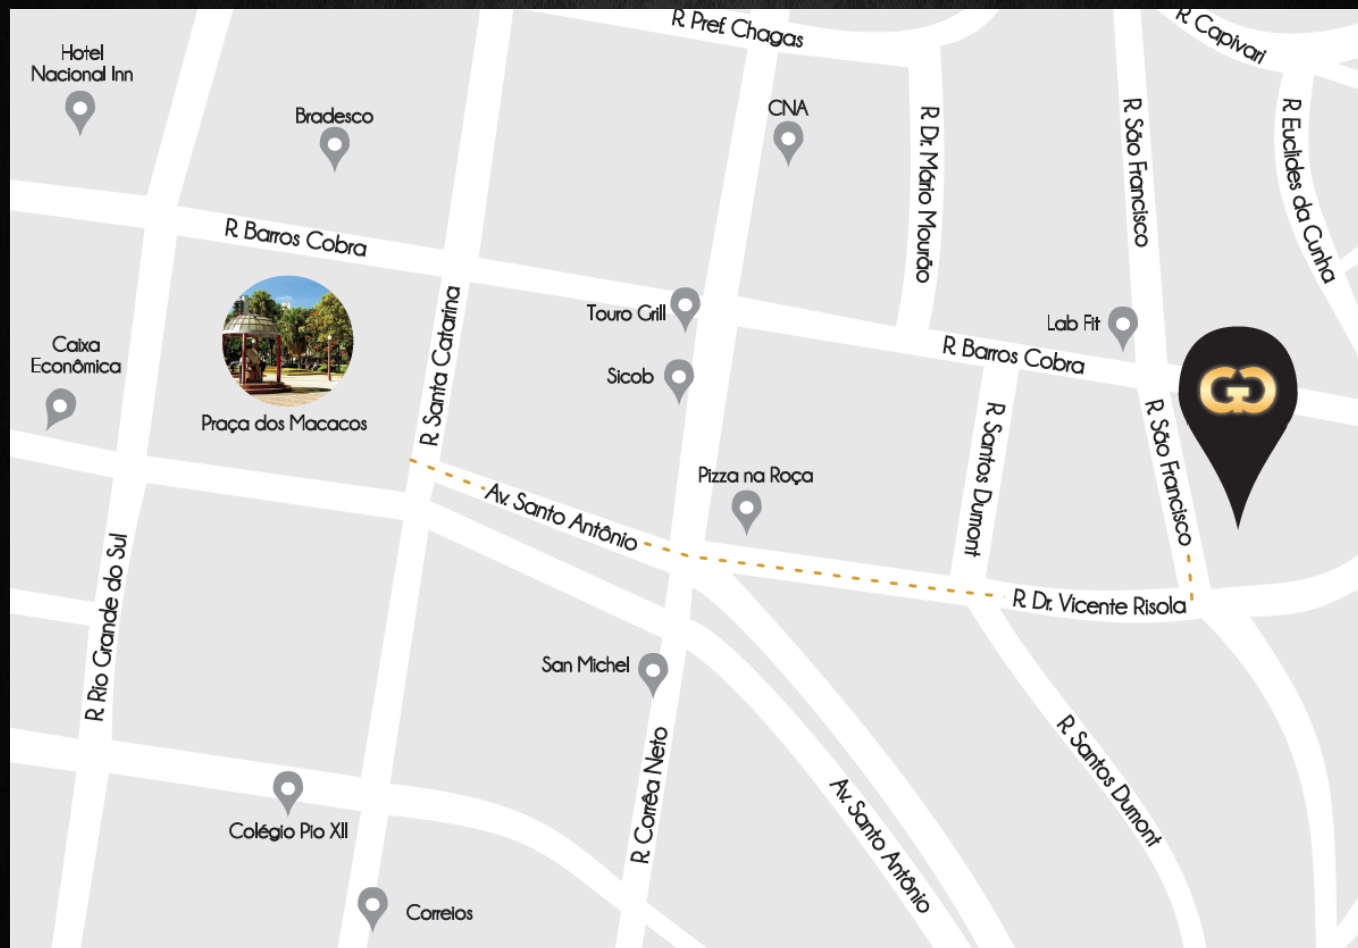 R. Pref. Chagas
R. Capivari
Hotel
Nacional Inn
Bradesco
CNA
R. Dr. Mário Mourão
R. São Francisco
R. Euclides da Cunha
R. Barros Cobra
Touro Grill
Lab Fit
Caixa
Econômica
R. Santa Catarina
Sicob
R. Barros Cobra
GG
Praça dos Macacos
R. Santos Dumont
R. São Francisco
Pizza na Roça
Av. Santo Antônio
R. Rio Grande do Sul
R. Dr. Vicente Risola
San Michel
R. Corrêa Neto
R. Santos Dumont
Av. Santo Antônio
Colégio Pio XII
Correios